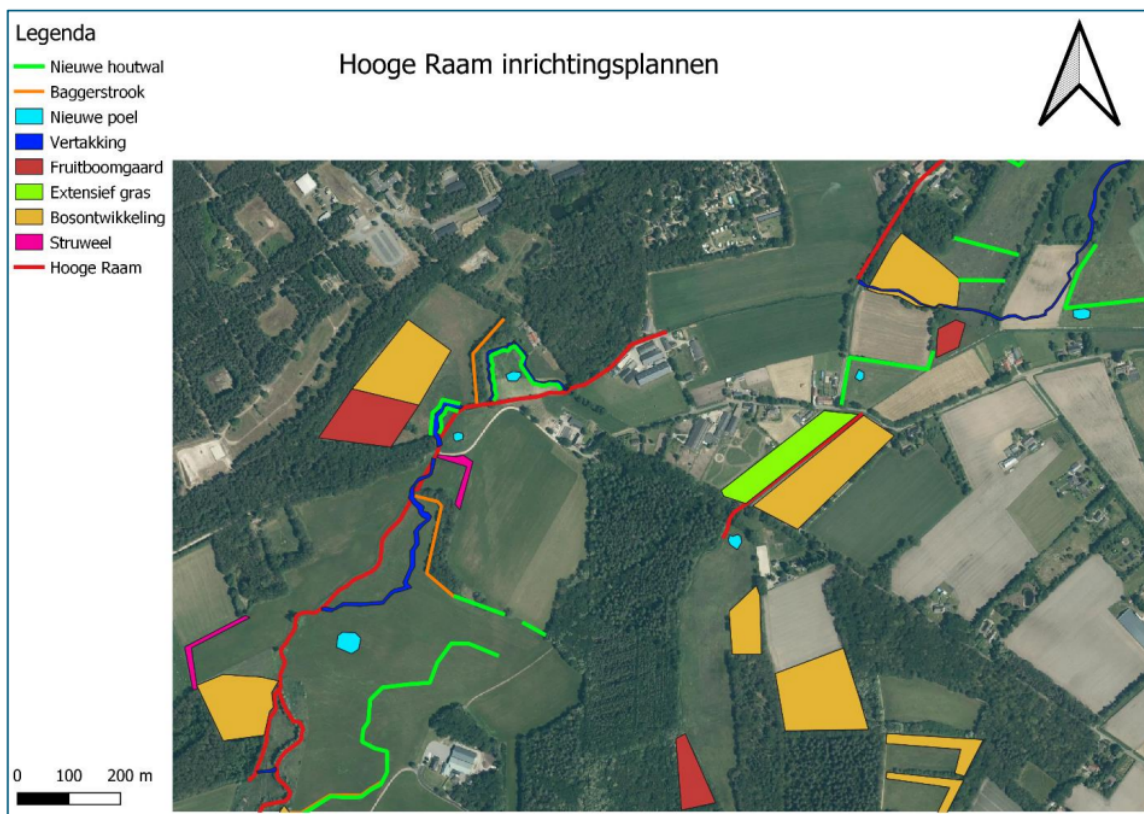 Legenda
Nieuwe houtwal
Baggerstrook
Nieuwe poel
Vertakking
Fruitboomgaard
Extensief gras
Bosontwikkeling
Struweel
Hooge Raam
Hooge Raam inrichtingsplannen
0 100 200 m